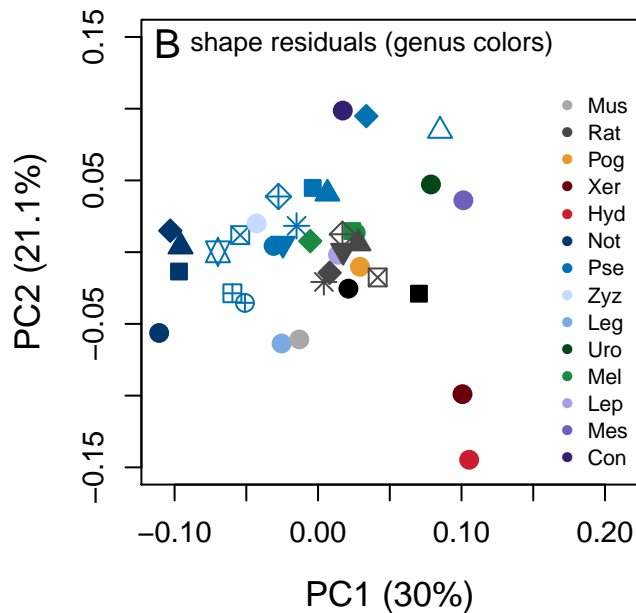 B shape residuals (genus colors)
0.15
0.05
−0.05
−0.15
PC2 (21.1%)
−0.10
0.00
0.10
0.20
PC1 (30%)
Mus
Rat
Pog
Xer
Hyd
Not
Pse
Zyz
Leg
Uro
Mel
Lep
Mes
Con